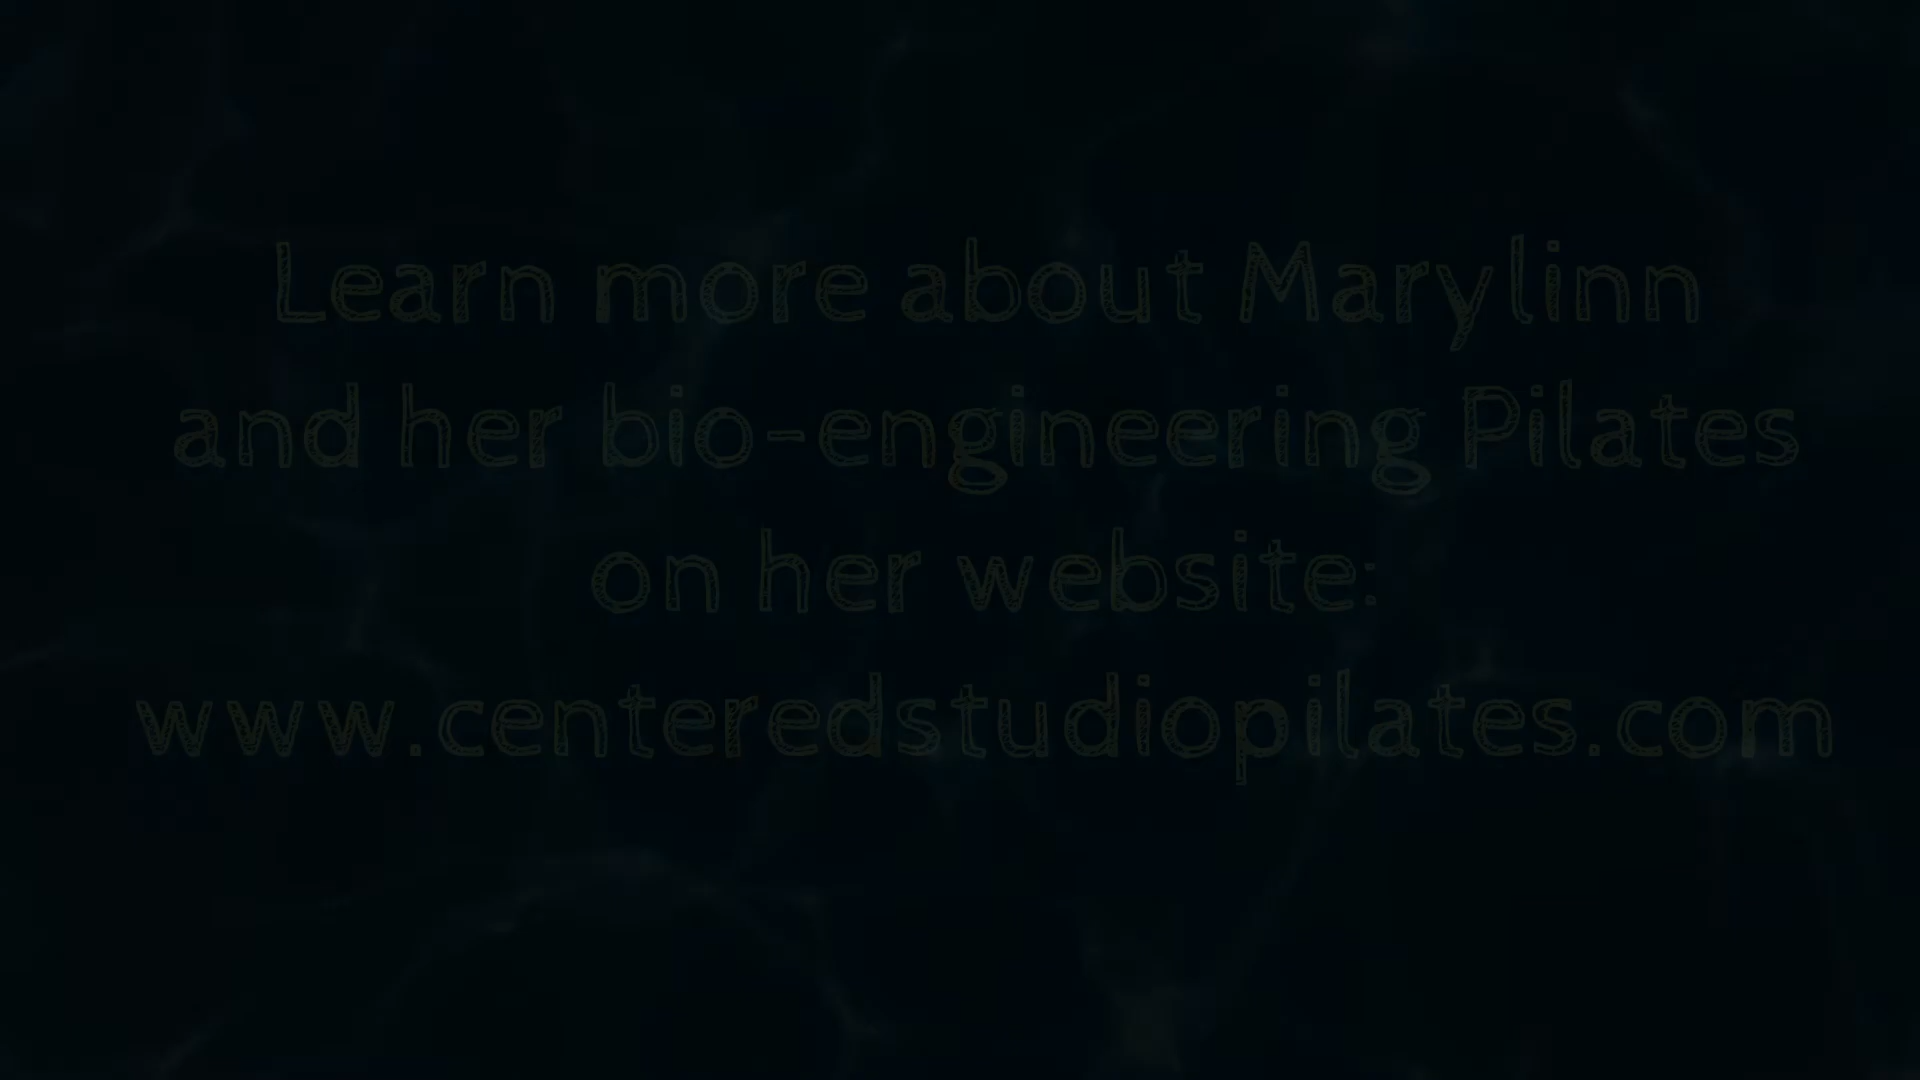 Learn more about Marylinn
and her bio-engineering Pilates
on her website:
www.centeredstudiopilates.com